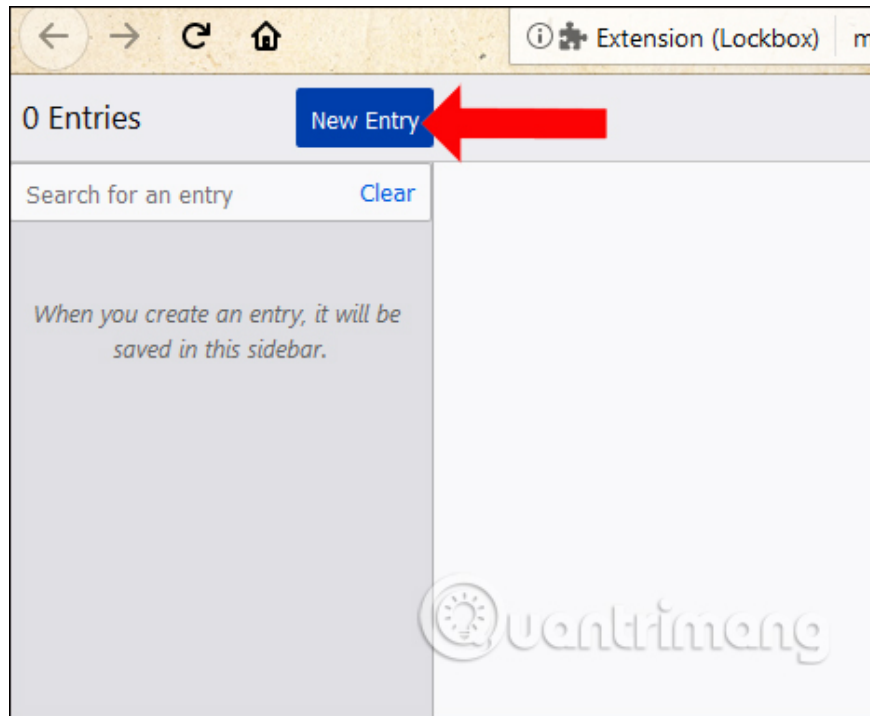 Extension (Lockbox) m
0 Entries
New Entry
Search for an entry
Clear
When you create an entry, it will be
saved in this sidebar.
Quantrimang